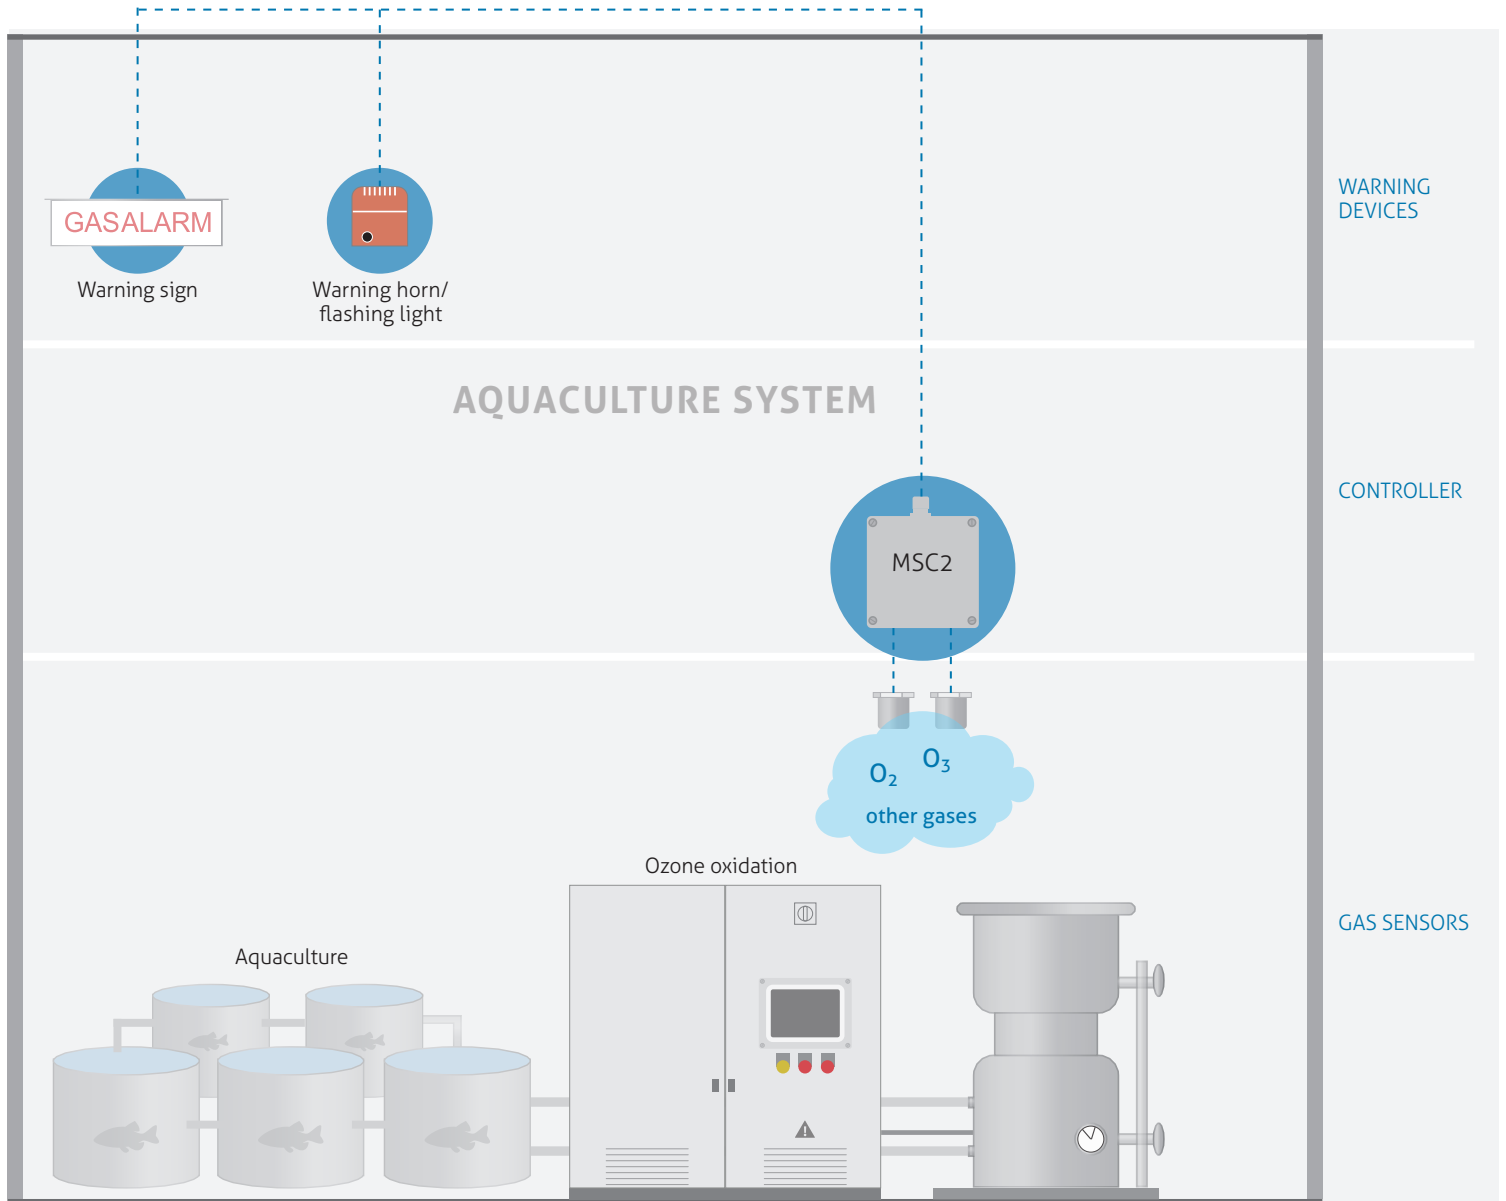 WARNING
DEVICES
GASALARM
Warning sign
Warning horn/
flashing light
AQUACULTURE SYSTEM
CONTROLLER
MSC2
O₂
O₃
other gases
Ozone oxidation
GAS SENSORS
Aquaculture